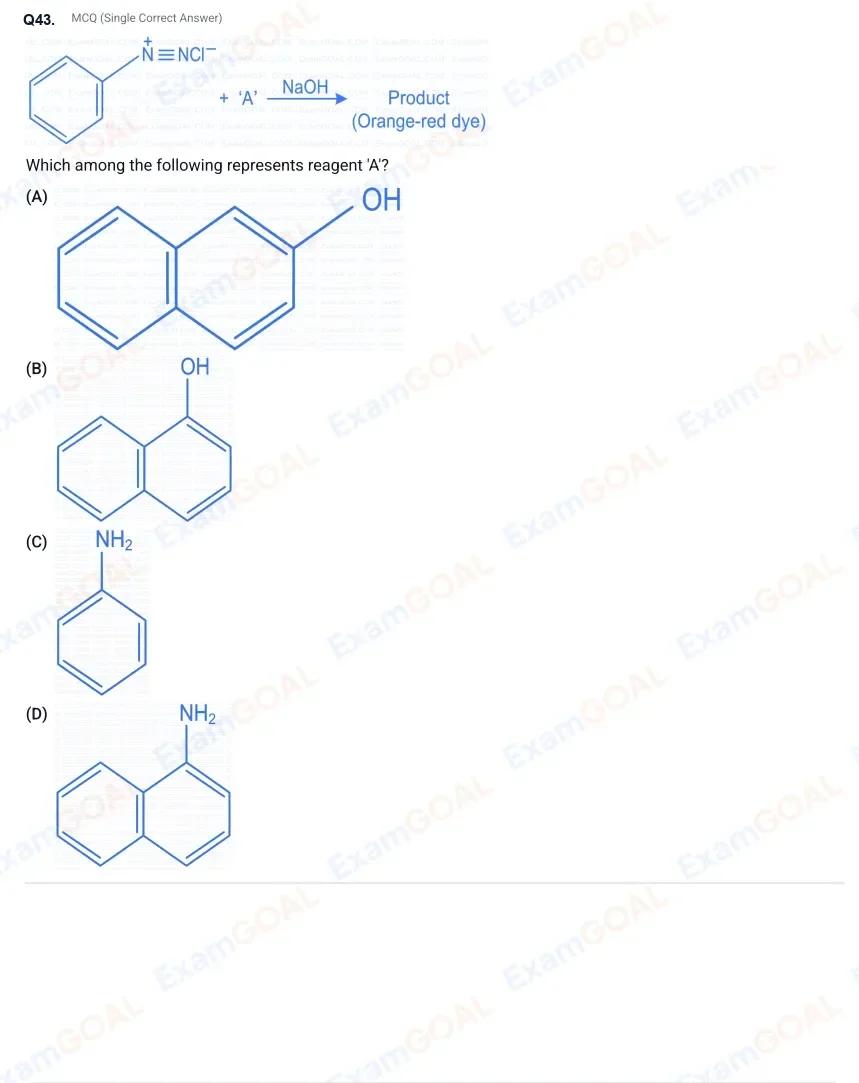 Q43. MCQ (Single Correct Answer)
N⁺≡NCl⁻
+ ‘A’ NaOH Product
(Orange-red dye)
Which among the following represents reagent 'A'?
(A)
OH
(B)
OH
(C)
NH₂
(D)
NH₂
ExamGOAL